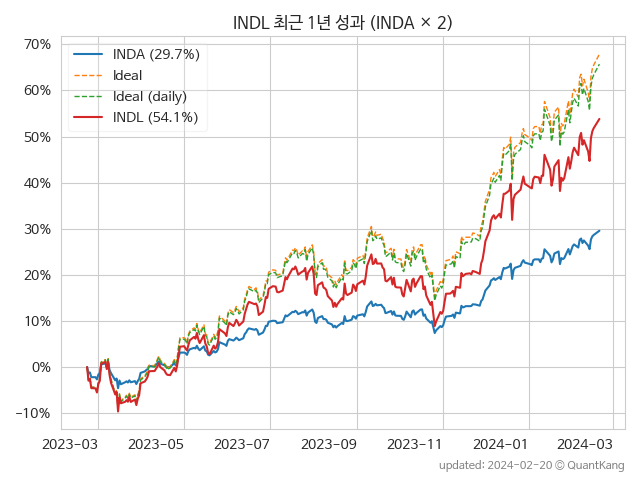 INDL 최근 1년 성과 (INDA × 2)
70%
60%
50%
40%
30%
20%
10%
0%
−10%
INDA (29.7%)
Ideal
Ideal (daily)
INDL (54.1%)
2023−03
2023−05
2023−07
2023−09
2023−11
2024−01
2024−03
updated: 2024−02−20 © QuantKang